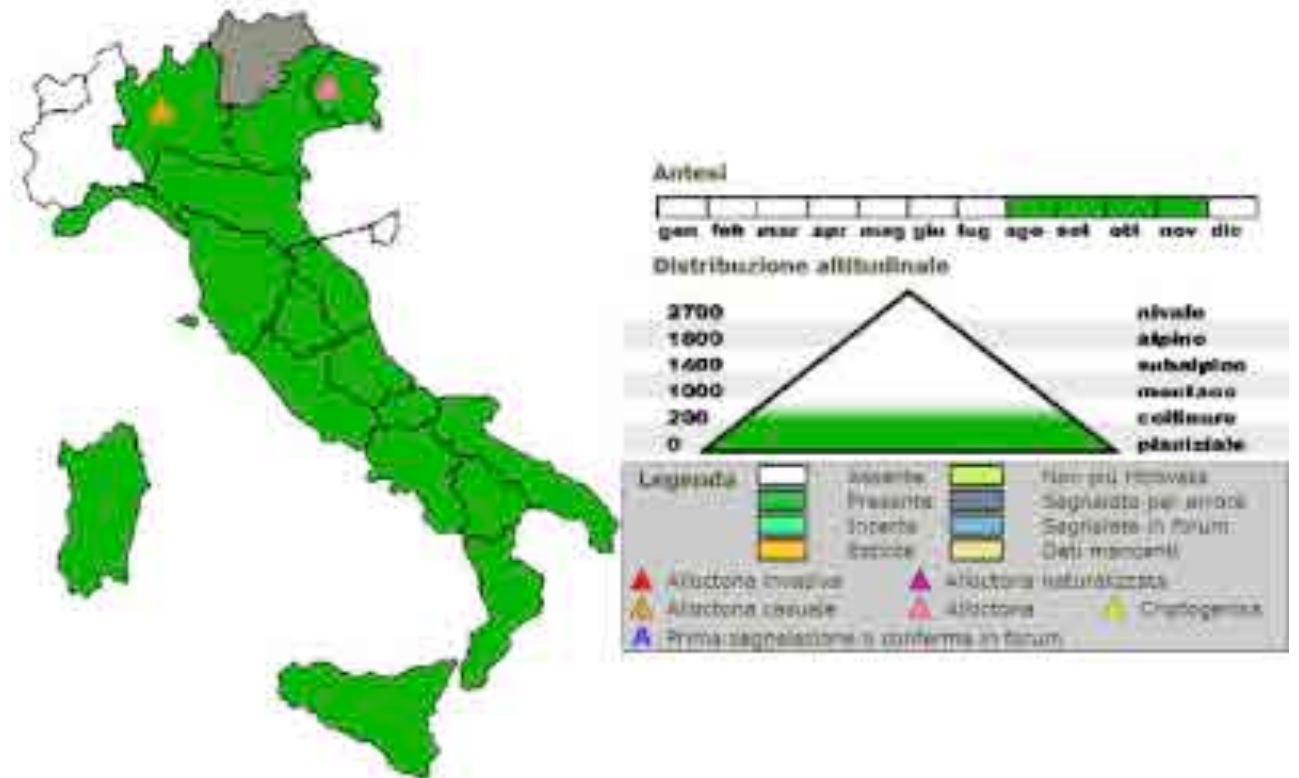 Antesi
gen feb mar apr mag giu lug ago set ott nov dic
Distribuzione altitudinale
2700 nivale
1800 alpino
1400 subalpino
1000 montano
200 collinare
0 planiziale
Legenda
Assente Non più ritrovata
Presente Segnalata per errore
Incerta Segnalata in forum
Estinta Dati mancanti
Alloctona invasiva Alloctona naturalizzata
Alloctona casuale Alloctona Criptogenica
Prima segnalazione o conferma in forum